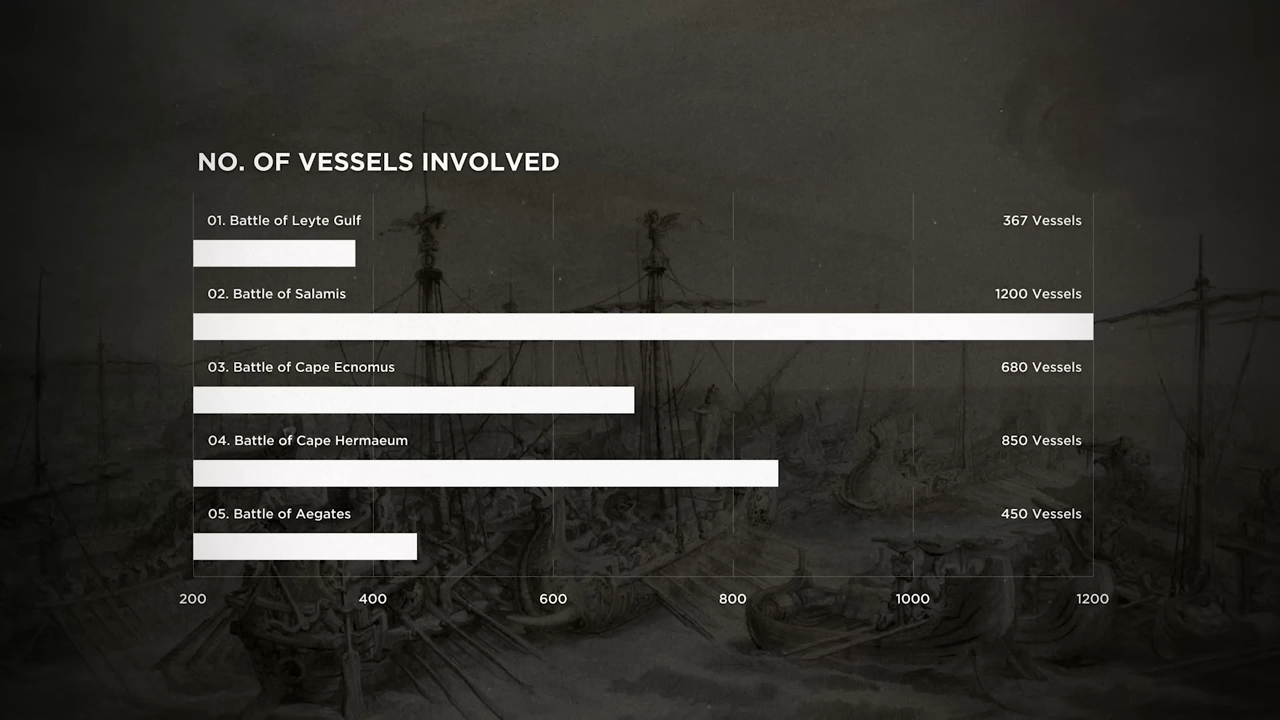 NO. OF VESSELS INVOLVED
01. Battle of Leyte Gulf 367 Vessels
02. Battle of Salamis 1200 Vessels
03. Battle of Cape Ecnomus 680 Vessels
04. Battle of Cape Hermaeum 850 Vessels
05. Battle of Aegates 450 Vessels
200 400 600 800 1000 1200